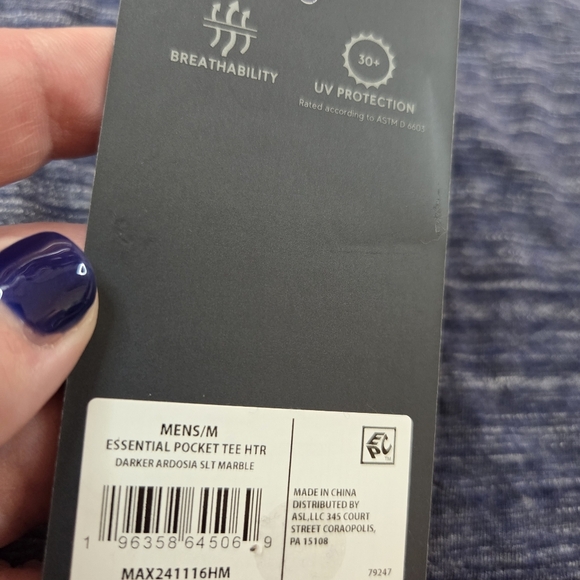 BREATHABILITY
30+
UV PROTECTION
Rated according to ASTM D 6603
MENS/M
ESSENTIAL POCKET TEE HTR
DARKER ARDOSIA SLT MARBLE
1 96358 64506 9
MAX241116HM
EPC
MADE IN CHINA
DISTRIBUTED BY
ASL,LLC 345 COURT
STREET CORAOPOLIS,
PA 15108
79247